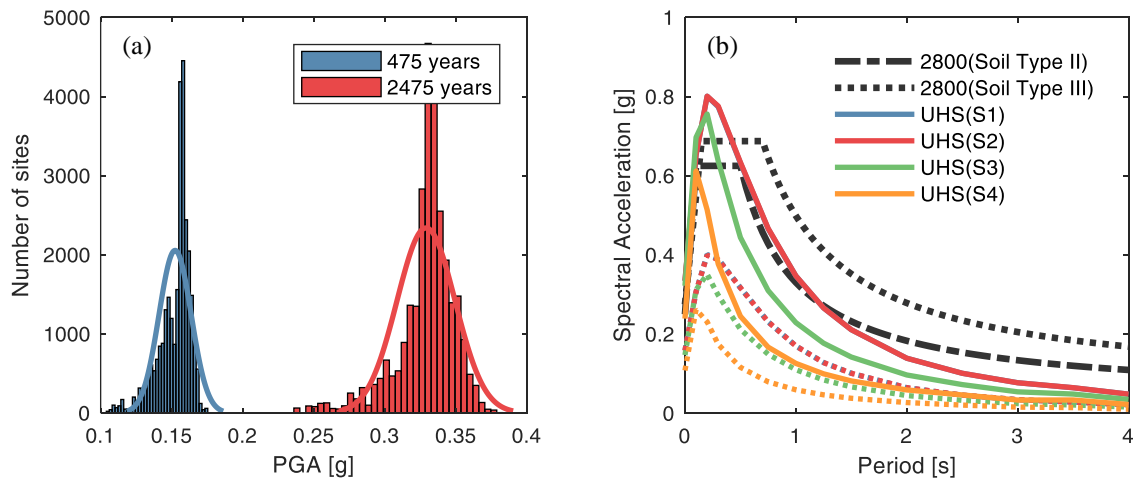 (a)
475 years
2475 years
Number of sites
5000
4000
3000
2000
1000
0
0.1
0.15
0.2
0.25
0.3
0.35
0.4
PGA [g]
(b)
2800(Soil Type II)
2800(Soil Type III)
UHS(S1)
UHS(S2)
UHS(S3)
UHS(S4)
Spectral Acceleration [g]
1
0.8
0.6
0.4
0.2
0
0
1
2
3
4
Period [s]